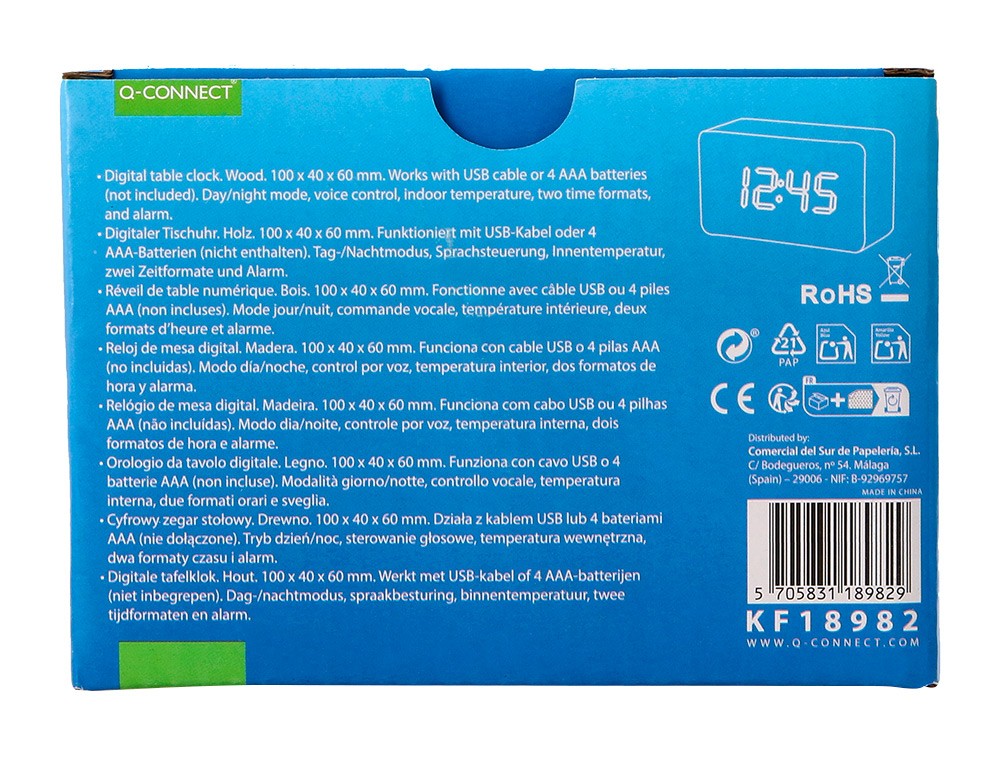 Q-CONNECT®
• Digital table clock. Wood. 100 x 40 x 60 mm. Works with USB cable or 4 AAA batteries
(not included). Day/night mode, voice control, indoor temperature, two time formats,
and alarm.
• Digitaler Tischuhr. Holz. 100 x 40 x 60 mm. Funktioniert mit USB-Kabel oder 4
AAA-Batterien (nicht enthalten). Tag-/Nachtmodus, Sprachsteuerung, Innentemperatur,
zwei Zeitformate und Alarm.
• Réveil de table numérique. Bois. 100 x 40 x 60 mm. Fonctionne avec câble USB ou 4 piles
AAA (non incluses). Mode jour/nuit, commande vocale, température intérieure, deux
formats d’heure et alarme.
• Reloj de mesa digital. Madera. 100 x 40 x 60 mm. Funciona con cable USB o 4 pilas AAA
(no incluidas). Modo día/noche, control por voz, temperatura interior, dos formatos de
hora y alarma.
• Relógio de mesa digital. Madeira. 100 x 40 x 60 mm. Funciona com cabo USB ou 4 pilhas
AAA (não incluídas). Modo dia/noite, controle por voz, temperatura interna, dois
formatos de hora e alarme.
• Orologio da tavolo digitale. Legno. 100 x 40 x 60 mm. Funziona con cavo USB o 4
batterie AAA (non incluse). Modalità giorno/notte, controllo vocale, temperatura
interna, due formati orari e sveglia.
• Cyfrowy zegar stołowy. Drewno. 100 x 40 x 60 mm. Działa z kablem USB lub 4 bateriami
AAA (nie dołączone). Tryb dzień/noc, sterowanie głosowe, temperatura wewnętrzna,
dwa formaty czasu i alarm.
• Digitale tafelklok. Hout. 100 x 40 x 60 mm. Werkt met USB-kabel of 4 AAA-batterijen
(niet inbegrepen). Dag-/nachtmodus, spraakbesturing, binnentemperatuur, twee
tijdformaten en alarm.
12:45
RoHS
®
21
PAP
Azul
Blue
Amarillo
Yellow
CE
FR
+
Distributed by:
Comercial del Sur de Papelería, S.L.
C/ Bodegueros, nº 54. Málaga
(Spain) – 29006 - NIF: B-92969757
MADE IN CHINA
5 705831 189829
KF18982
WWW.Q-CONNECT.COM